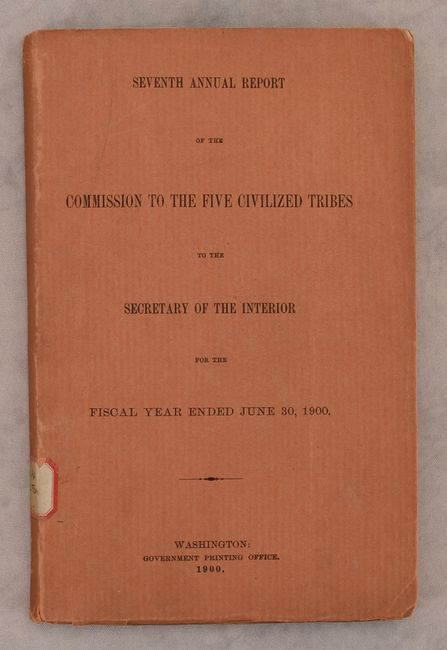 SEVENTH ANNUAL REPORT
OF THE
COMMISSION TO THE FIVE CIVILIZED TRIBES
TO THE
SECRETARY OF THE INTERIOR
FOR THE
FISCAL YEAR ENDED JUNE 30, 1900.
WASHINGTON:
GOVERNMENT PRINTING OFFICE.
1900.